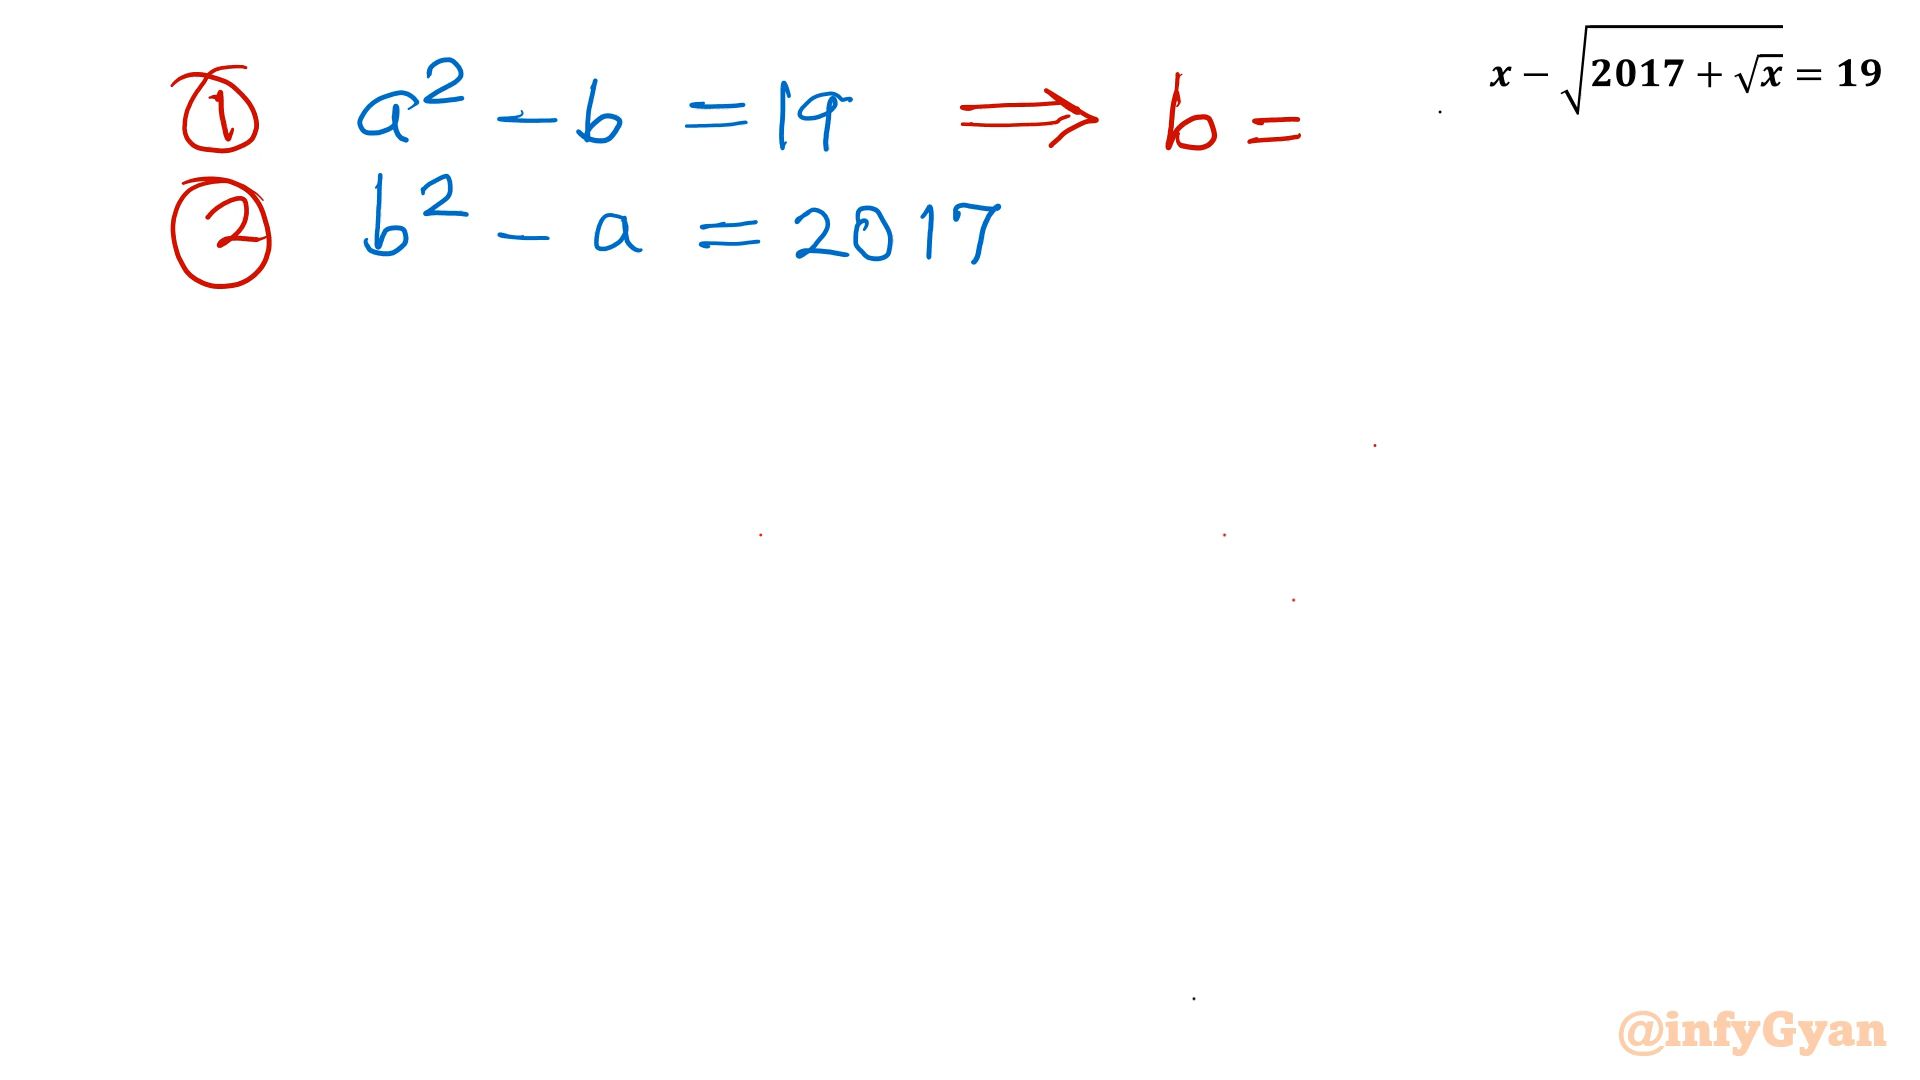 x − √(2017 + √x) = 19
① a² − b = 19 ⟹ b =
② b² − a = 2017
@infyGyan